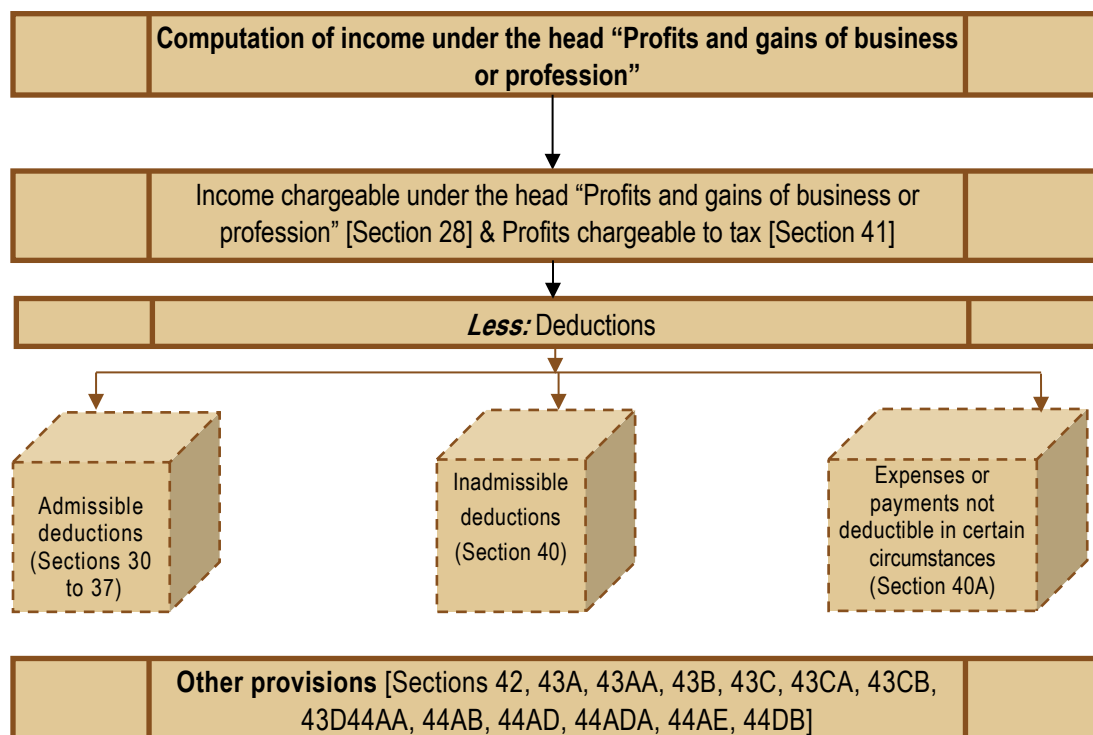 Computation of income under the head “Profits and gains of business
or profession”
Income chargeable under the head “Profits and gains of business or
profession” [Section 28] & Profits chargeable to tax [Section 41]
Less: Deductions
Admissible
deductions
(Sections 30
to 37)
Inadmissible
deductions
(Section 40)
Expenses or
payments not
deductible in certain
circumstances
(Section 40A)
Other provisions [Sections 42, 43A, 43AA, 43B, 43C, 43CA, 43CB,
43D44AA, 44AB, 44AD, 44ADA, 44AE, 44DB]